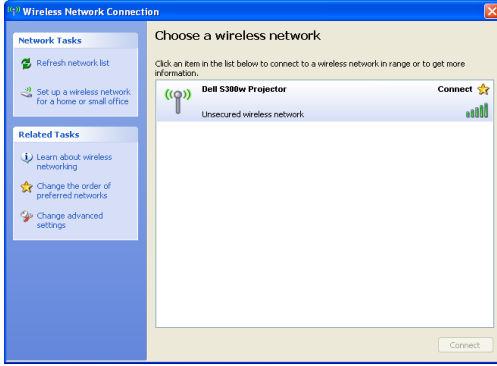 Wireless Network Connection
Network Tasks
Refresh network list
Set up a wireless network
for a home or small office
Related Tasks
Learn about wireless
networking
Change the order of
preferred networks
Change advanced
settings
Choose a wireless network
Click an item in the list below to connect to a wireless network in range or to get more
information.
Dell S300w Projector Connect
Unsecured wireless network
Connect